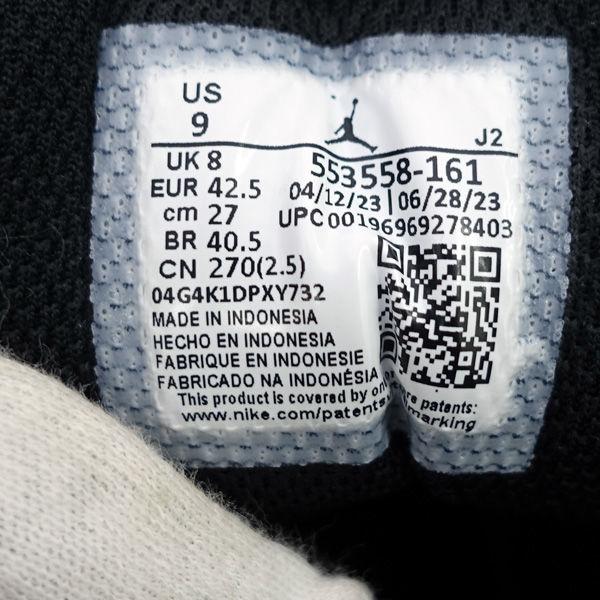 US
9
J2
UK 8
EUR 42.5
cm 27
BR 40.5
CN 270(2.5)
553558-161
04/12/23 | 06/28/23
UPC00196969278403
04G4K1DPXY732
MADE IN INDONESIA
HECHO EN INDONESIA
FABRIQUE EN INDONESIE
FABRICADO NA INDONÉSIA
This product is covered by patents:
www.nike.com/patents marking